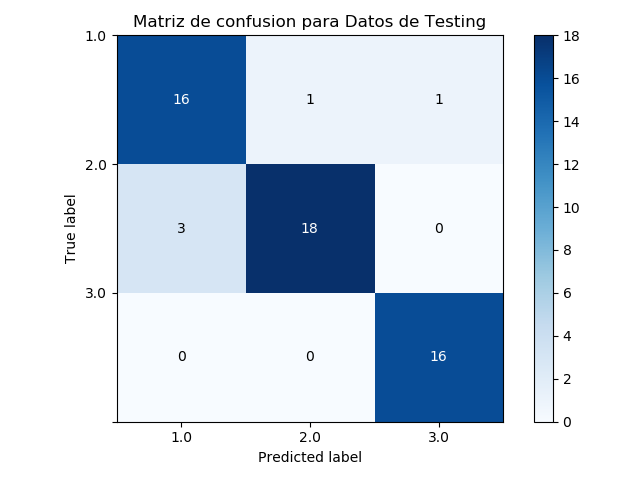 Matriz de confusion para Datos de Testing
1.0
16 1 1
2.0
3 18 0
3.0
0 0 16
1.0 2.0 3.0
True label
Predicted label
18
16
14
12
10
8
6
4
2
0